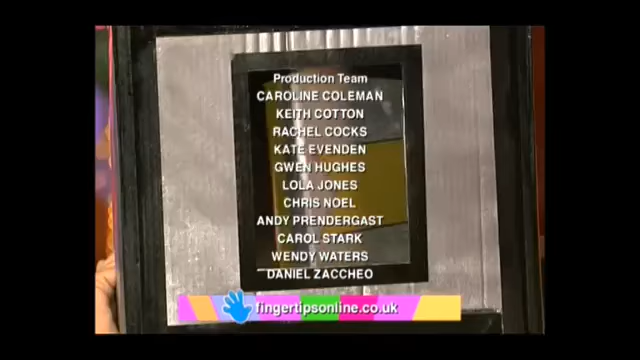 Production Team
CAROLINE COLEMAN
KEITH COTTON
RACHEL COCKS
KATE EVENDEN
GWEN HUGHES
LOLA JONES
CHRIS NOEL
ANDY PRENDERGAST
CAROL STARK
WENDY WATERS
DANIEL ZACCHEO
fingertipsonline.co.uk